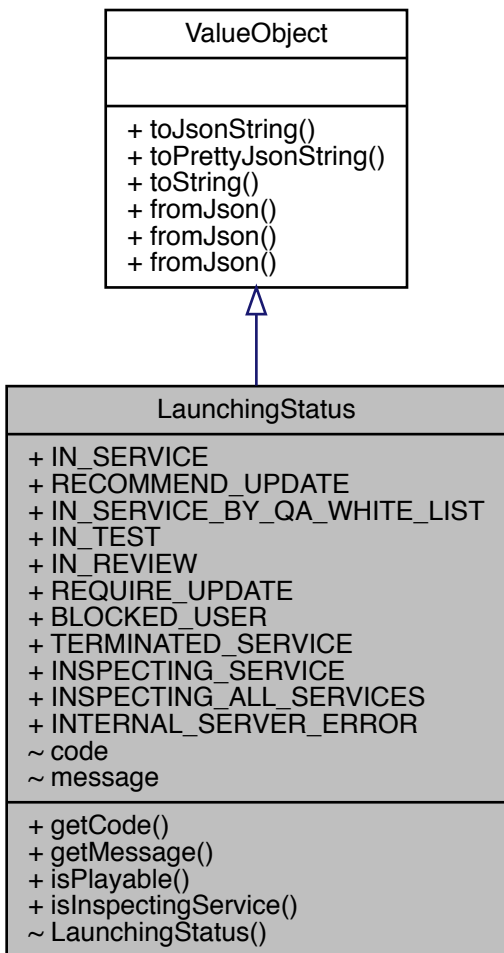 ValueObject
+ toJsonString()
+ toPrettyJsonString()
+ toString()
+ fromJson()
+ fromJson()
+ fromJson()
LaunchingStatus
+ IN_SERVICE
+ RECOMMEND_UPDATE
+ IN_SERVICE_BY_QA_WHITE_LIST
+ IN_TEST
+ IN_REVIEW
+ REQUIRE_UPDATE
+ BLOCKED_USER
+ TERMINATED_SERVICE
+ INSPECTING_SERVICE
+ INSPECTING_ALL_SERVICES
+ INTERNAL_SERVER_ERROR
~ code
~ message
+ getCode()
+ getMessage()
+ isPlayable()
+ isInspectingService()
~ LaunchingStatus()